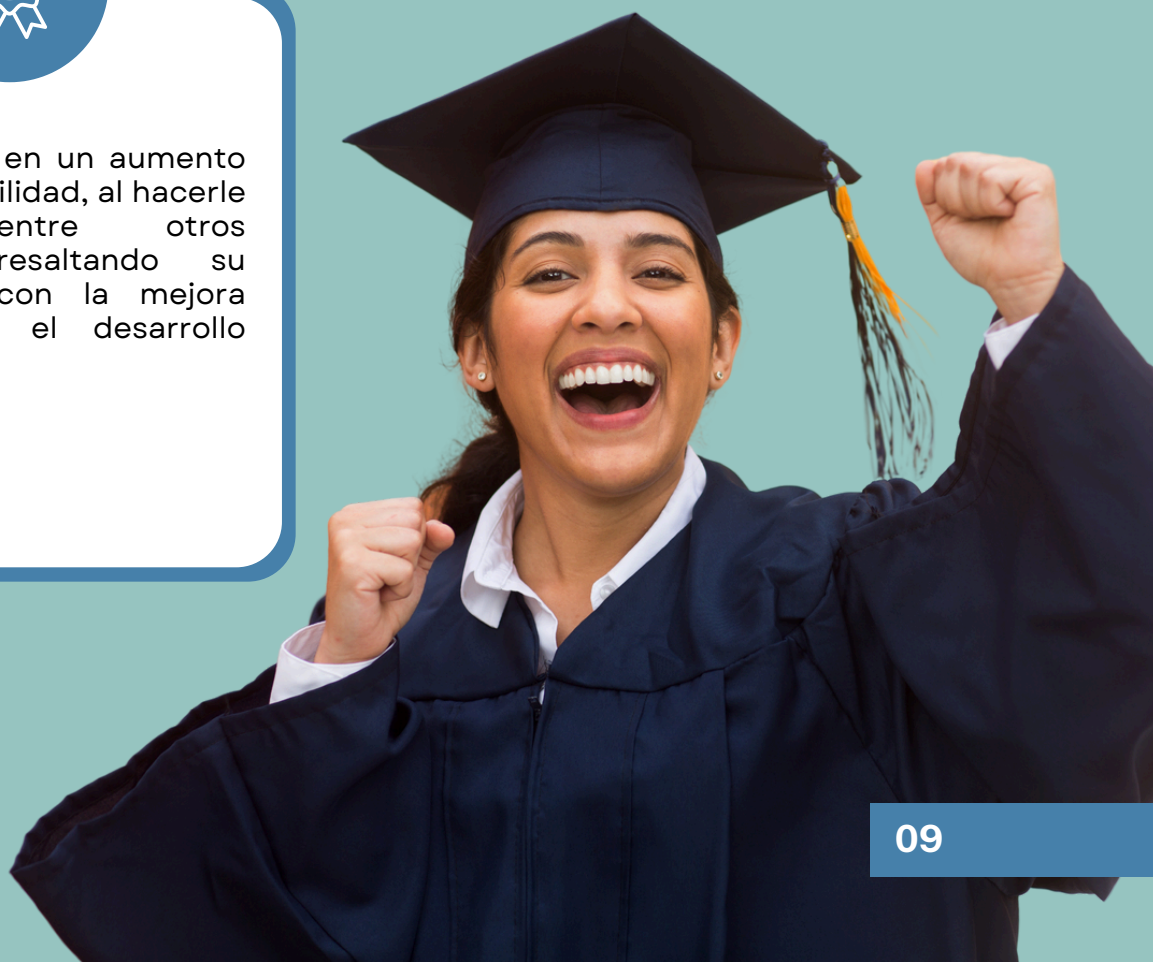 en un aumento
ilidad, al hacerle
entre otros
resaltando su
con la mejora
el desarrollo
09